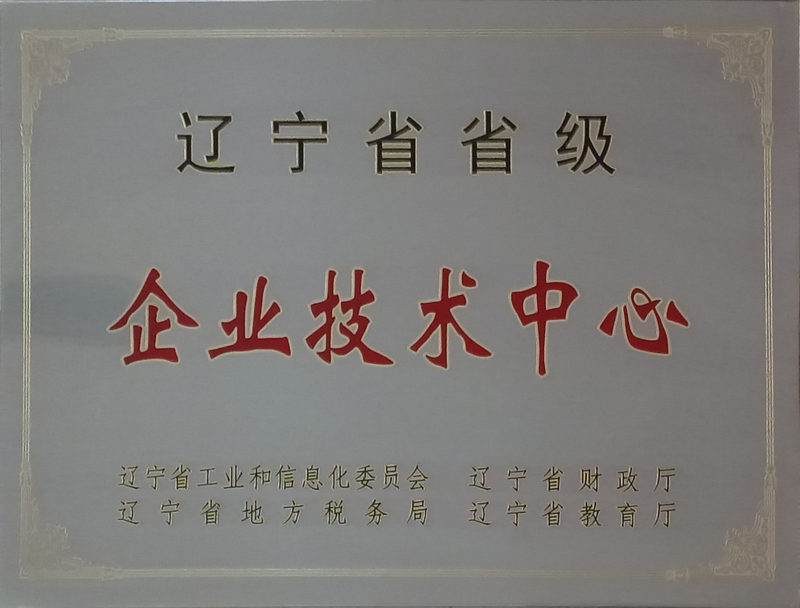 辽宁省省级
企业技术中心
辽宁省工业和信息化委员会 辽宁省财政厅
辽宁省地方税务局 辽宁省教育厅